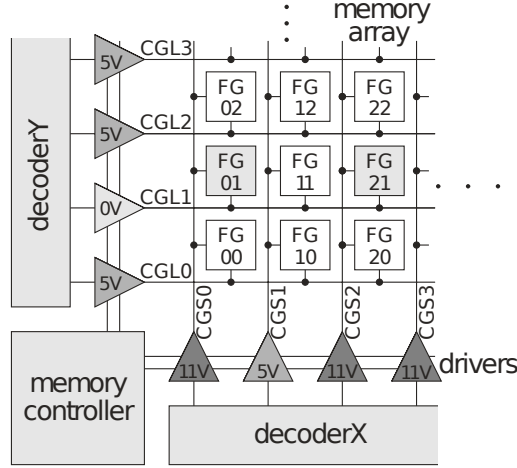 memory
array
CGL3
5V
FG
02
FG
12
FG
22
CGL2
5V
FG
01
FG
11
FG
21
decoderY
CGL1
0V
FG
00
FG
10
FG
20
CGL0
5V
CGS0
CGS1
CGS2
CGS3
memory
controller
11V
5V
11V
11V
drivers
decoderX